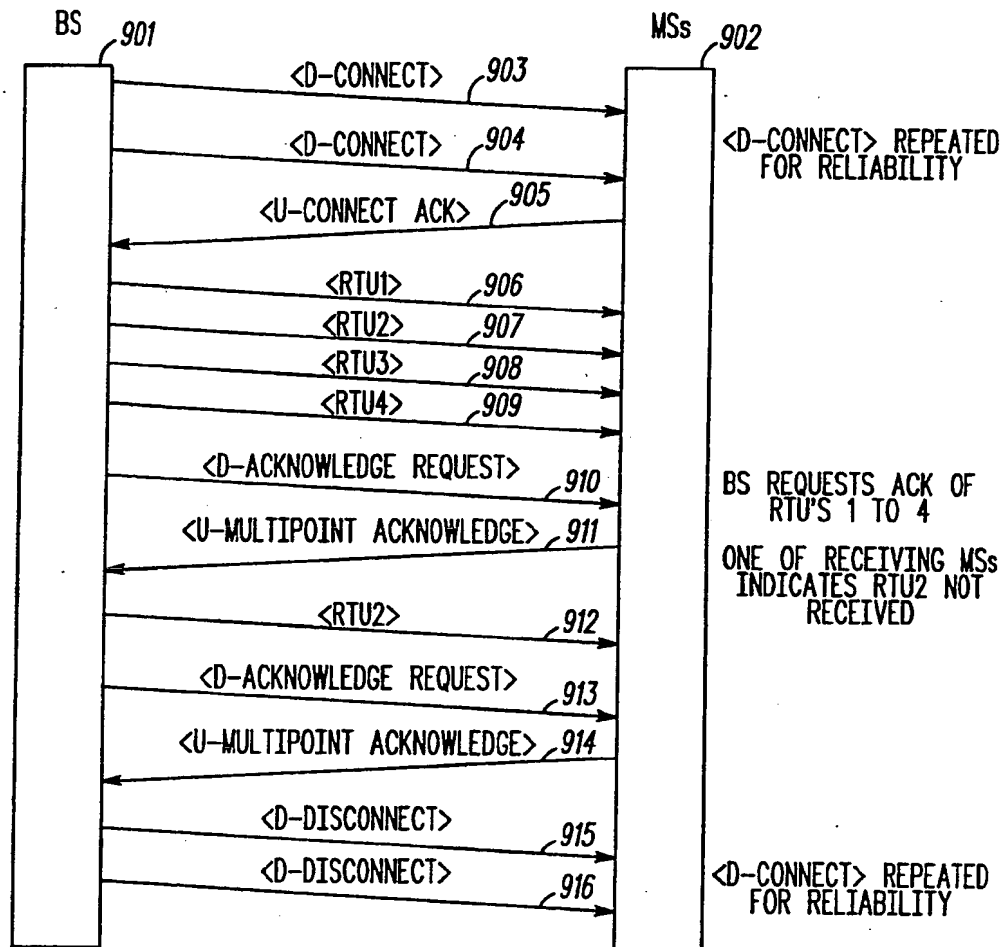 BS
901
MSs
902
<D-CONNECT>
903
<D-CONNECT>
904
<D-CONNECT> REPEATED
FOR RELIABILITY
<U-CONNECT ACK>
905
<RTU1>
906
<RTU2>
907
<RTU3>
908
<RTU4>
909
<D-ACKNOWLEDGE REQUEST>
910
BS REQUESTS ACK OF
RTU'S 1 TO 4
<U-MULTIPOINT ACKNOWLEDGE>
911
ONE OF RECEIVING MSs
INDICATES RTU2 NOT
RECEIVED
<RTU2>
912
<D-ACKNOWLEDGE REQUEST>
913
<U-MULTIPOINT ACKNOWLEDGE>
914
<D-DISCONNECT>
915
<D-DISCONNECT>
916
<D-CONNECT> REPEATED
FOR RELIABILITY